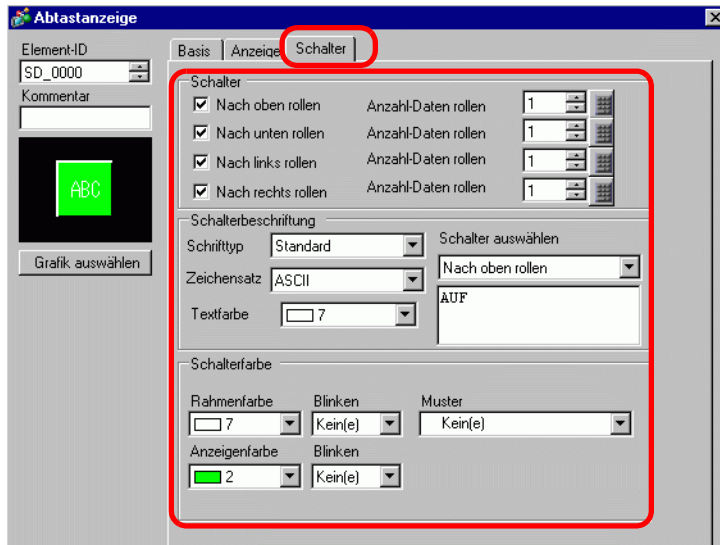 Abtastanzeige
Element-ID
SD_0000
Kommentar
ABC
Grafik auswählen
Basis Anzeige Schalter
Schalter
Nach oben rollen Anzahl-Daten rollen 1
Nach unten rollen Anzahl-Daten rollen 1
Nach links rollen Anzahl-Daten rollen 1
Nach rechts rollen Anzahl-Daten rollen 1
Schalterbeschriftung
Schrifttyp Standard
Zeichensatz ASCII
Textfarbe 7
Schalter auswählen
Nach oben rollen
AUF
Schalterfarbe
Rahmenfarbe Blinken Muster
7 Kein(e) Kein(e)
Anzeigenfarbe Blinken
2 Kein(e)